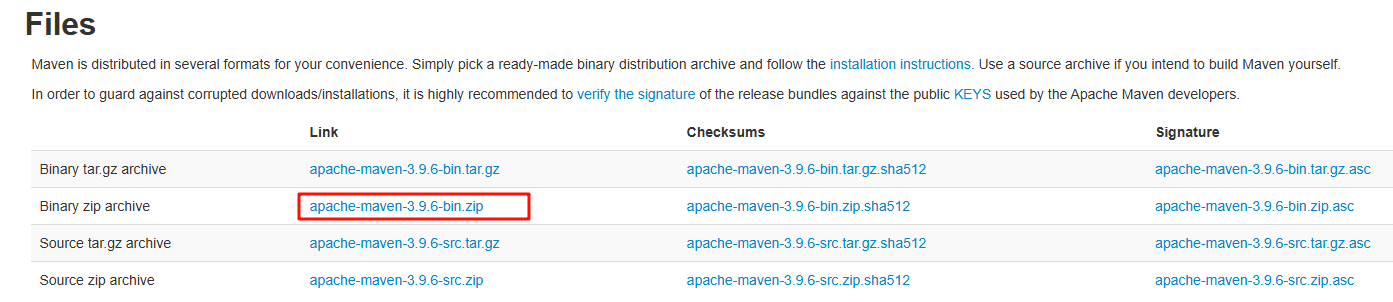 Files
Maven is distributed in several formats for your convenience. Simply pick a ready-made binary distribution archive and follow the installation instructions. Use a source archive if you intend to build Maven yourself.
In order to guard against corrupted downloads/installations, it is highly recommended to verify the signature of the release bundles against the public KEYS used by the Apache Maven developers.
Link Checksums Signature
Binary tar.gz archive apache-maven-3.9.6-bin.tar.gz apache-maven-3.9.6-bin.tar.gz.sha512 apache-maven-3.9.6-bin.tar.gz.asc
Binary zip archive apache-maven-3.9.6-bin.zip apache-maven-3.9.6-bin.zip.sha512 apache-maven-3.9.6-bin.zip.asc
Source tar.gz archive apache-maven-3.9.6-src.tar.gz apache-maven-3.9.6-src.tar.gz.sha512 apache-maven-3.9.6-src.tar.gz.asc
Source zip archive apache-maven-3.9.6-src.zip apache-maven-3.9.6-src.zip.sha512 apache-maven-3.9.6-src.zip.asc